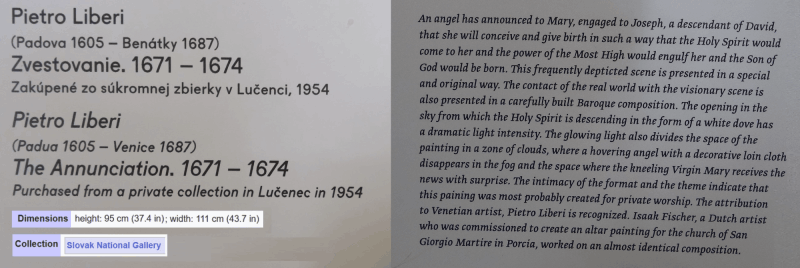 Pietro Liberi
(Padova 1605 – Benátky 1687)
Zvestovanie. 1671 – 1674
Zakúpené zo súkromnej zbierky v Lučenci, 1954
Pietro Liberi
(Padua 1605 – Venice 1687)
The Annunciation. 1671 – 1674
Purchased from a private collection in Lučenec in 1954
Dimensions height: 95 cm (37.4 in); width: 111 cm (43.7 in)
Collection Slovak National Gallery
An angel has announced to Mary, engaged to Joseph, a descendant of David,
that she will conceive and give birth in such a way that the Holy Spirit would
come to her and the power of the Most High would engulf her and the Son of
God would be born. This frequently depticted scene is presented in a special
and original way. The contact of the real world with the visionary scene is
also presented in a carefully built Baroque composition. The opening in the
sky from which the Holy Spirit is descending in the form of a white dove has
a dramatic light intensity. The glowing light also divides the space of the
painting in a zone of clouds, where a hovering angel with a decorative loin cloth
disappears in the fog and the space where the kneeling Virgin Mary receives the
news with surprise. The intimacy of the format and the theme indicate that
this paining was most probably created for private worship. The attribution
to Venetian artist, Pietro Liberi is recognized. Isaak Fischer, a Dutch artist
who was commissioned to create an altar painting for the church of San
Giorgio Martire in Porcia, worked on an almost identical composition.